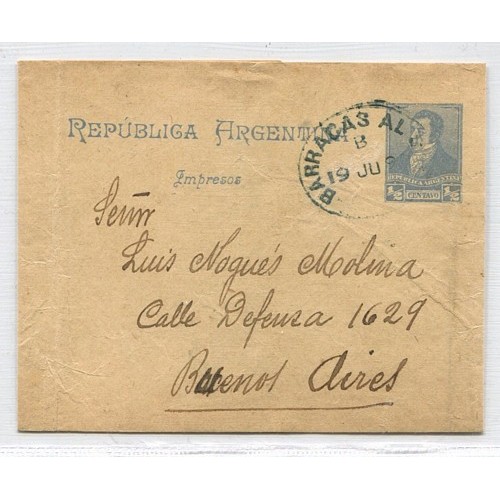 REPÚBLICA ARGENTINA
Impresos
BARRACAS AL
B
19 JU
REPUBLICA ARGENTINA
1/2 CENTAVO 1/2
Señor
Luis Nogués Molina
Calle Defensa 1629
Buenos Aires